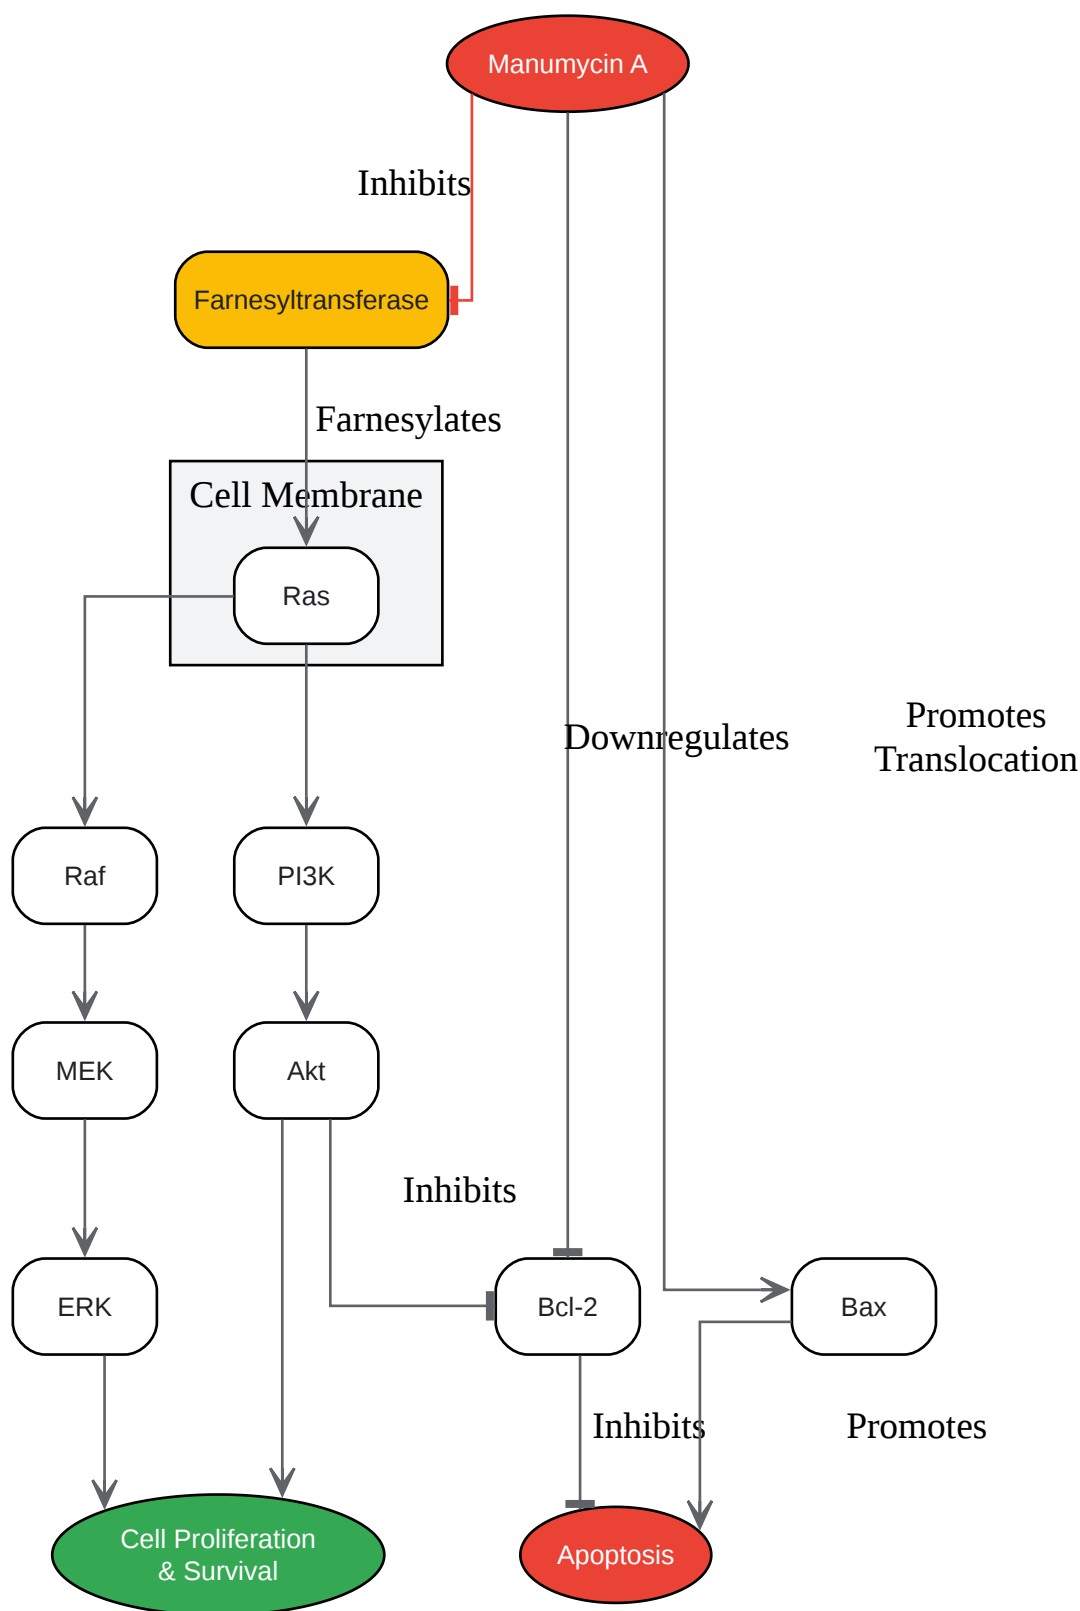 Manumycin A
Inhibits
Farnesyltransferase
Farnesylates
Cell Membrane
Ras
Downregulates
Promotes
Translocation
Raf
PI3K
MEK
Akt
Inhibits
ERK
Bcl-2
Bax
Inhibits
Promotes
Cell Proliferation
& Survival
Apoptosis